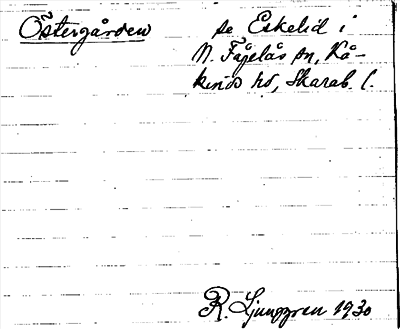 Östergården se Eskelid i
N. Fågelås sn, Kå-
kinds hd, Skarab. l.
R. Ljunggren 1930